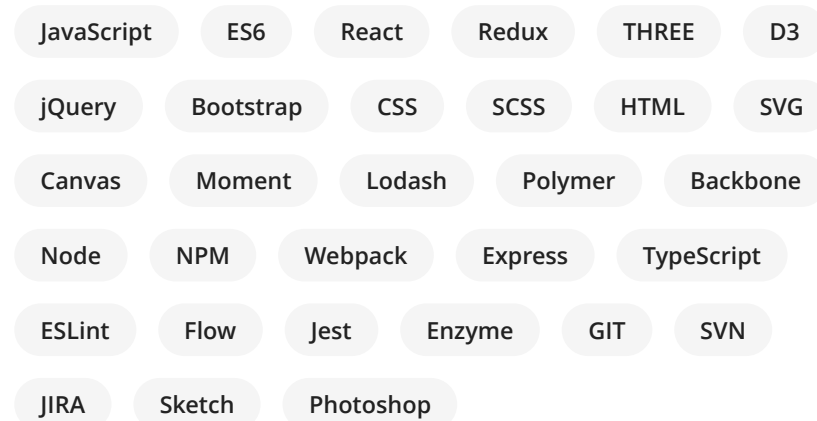 JavaScript ES6 React Redux THREE D3
jQuery Bootstrap CSS SCSS HTML SVG
Canvas Moment Lodash Polymer Backbone
Node NPM Webpack Express TypeScript
ESLint Flow Jest Enzyme GIT SVN
JIRA Sketch Photoshop